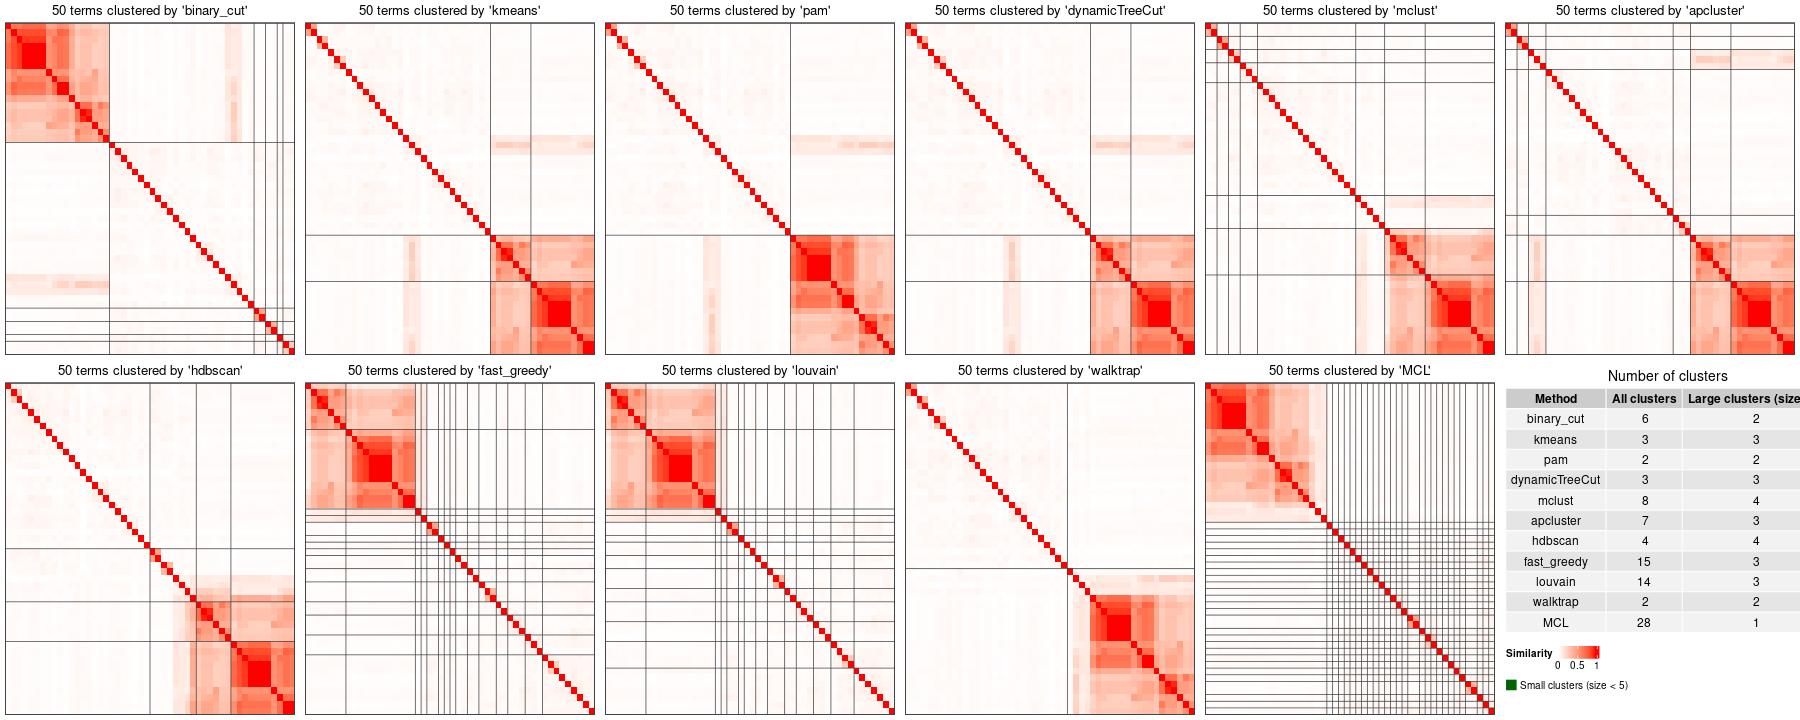 50 terms clustered by 'binary_cut'
50 terms clustered by 'kmeans'
50 terms clustered by 'pam'
50 terms clustered by 'dynamicTreeCut'
50 terms clustered by 'mclust'
50 terms clustered by 'apcluster'
50 terms clustered by 'hdbscan'
50 terms clustered by 'fast_greedy'
50 terms clustered by 'louvain'
50 terms clustered by 'walktrap'
50 terms clustered by 'MCL'
Number of clusters
Method All clusters Large clusters (size
binary_cut 6 2
kmeans 3 3
pam 2 2
dynamicTreeCut 3 3
mclust 8 4
apcluster 7 3
hdbscan 4 4
fast_greedy 15 3
louvain 14 3
walktrap 2 2
MCL 28 1
Similarity
0 0.5 1
Small clusters (size < 5)